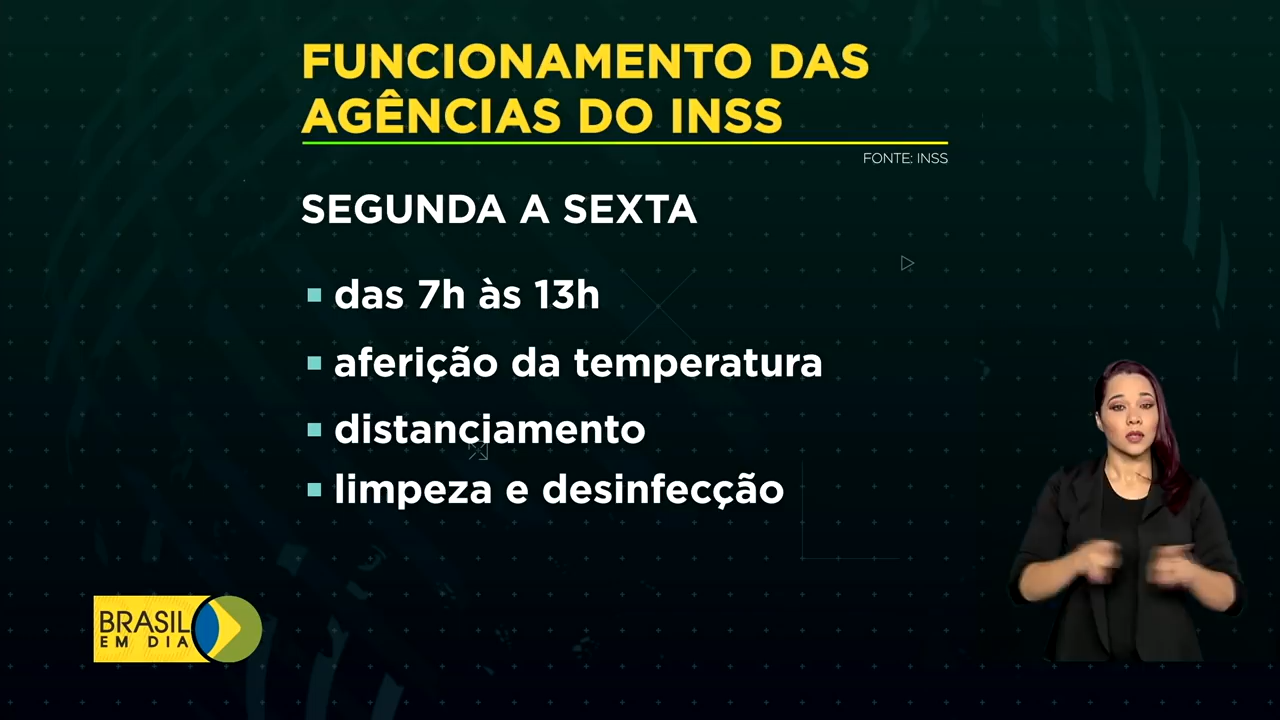 FUNCIONAMENTO DAS
AGÊNCIAS DO INSS
FONTE: INSS
SEGUNDA A SEXTA
das 7h às 13h
aferição da temperatura
distanciamento
limpeza e desinfecção
BRASIL
EM DIA